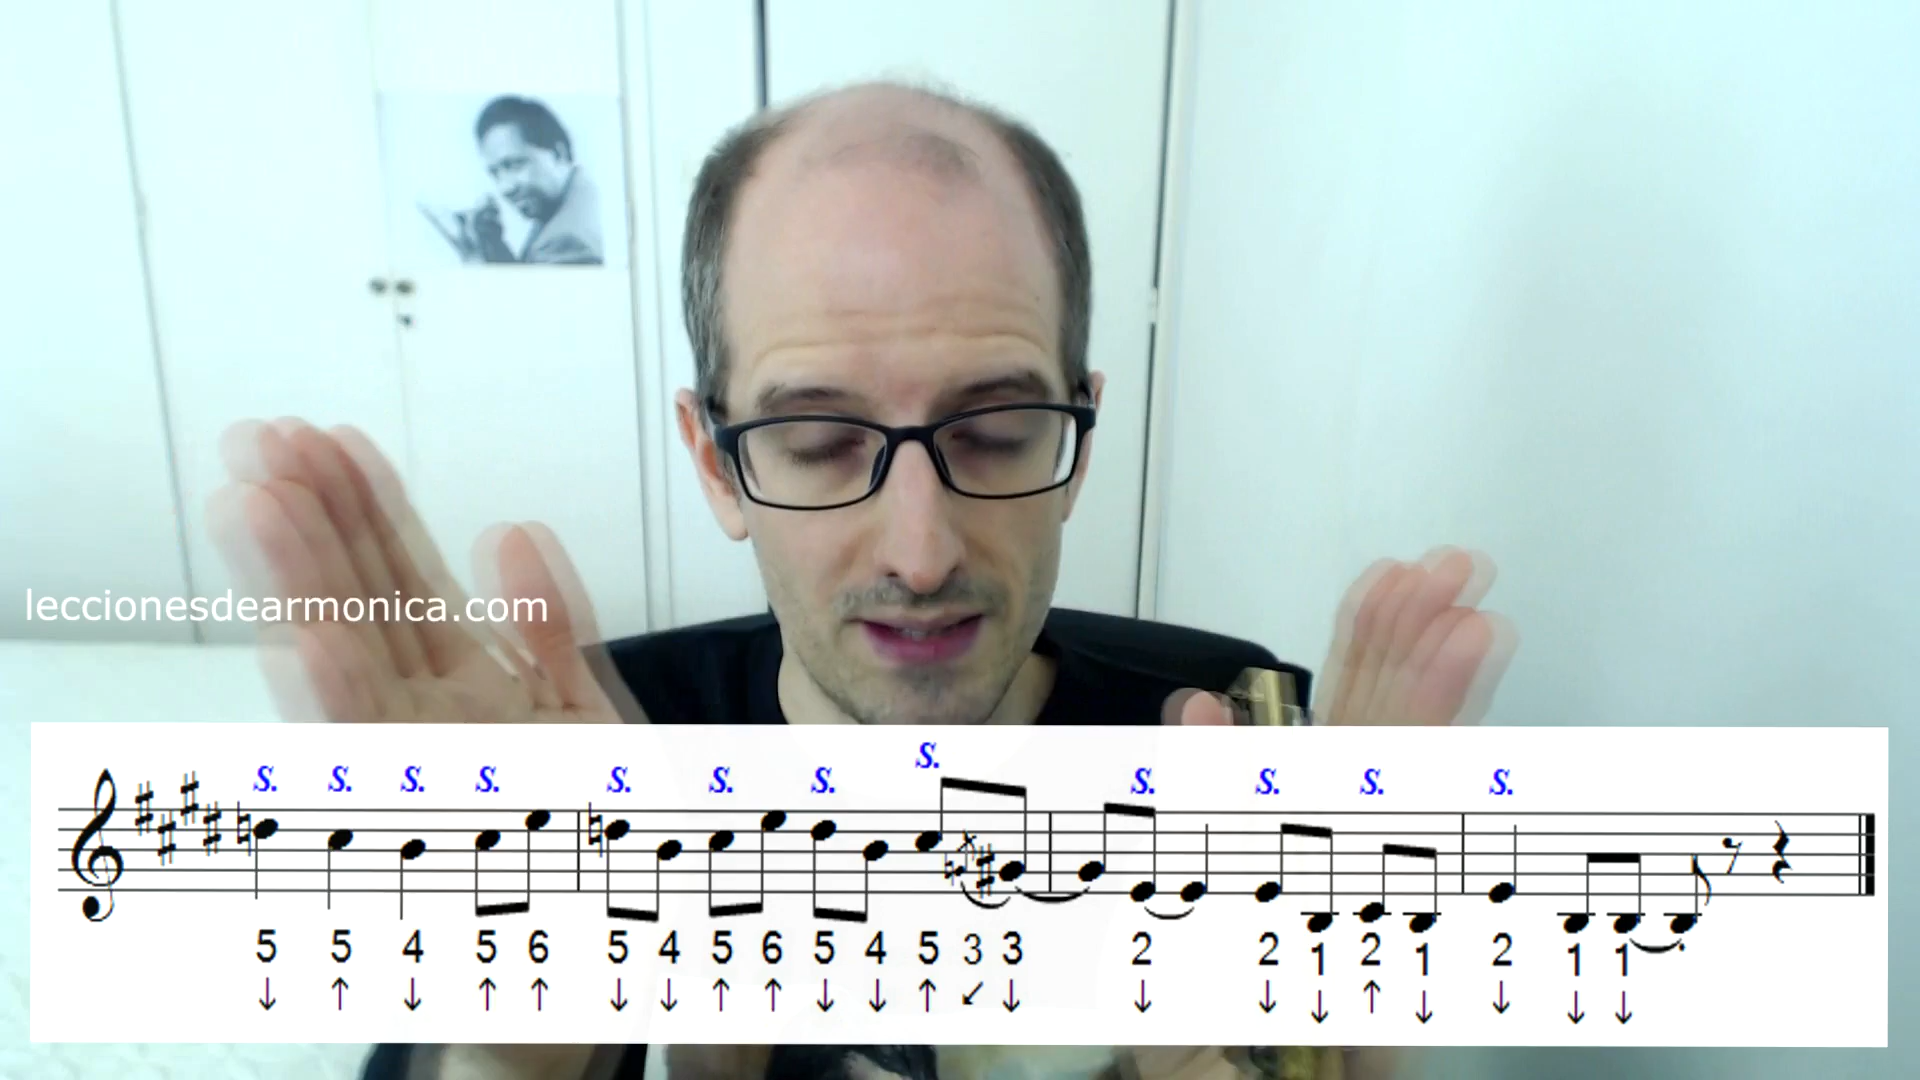 leccionesdearmonica.com
S. S. S. S. S. S. S. S. S. S. S. S.
5 5 4 5 6 5 4 5 6 5 4 5 3 3 2 2 1 2 1 2 1 1
↓ ↑ ↓ ↑ ↑ ↓ ↓ ↑ ↑ ↓ ↓ ↑ ↙ ↓ ↓ ↓ ↓ ↑ ↓ ↓ ↓ ↓